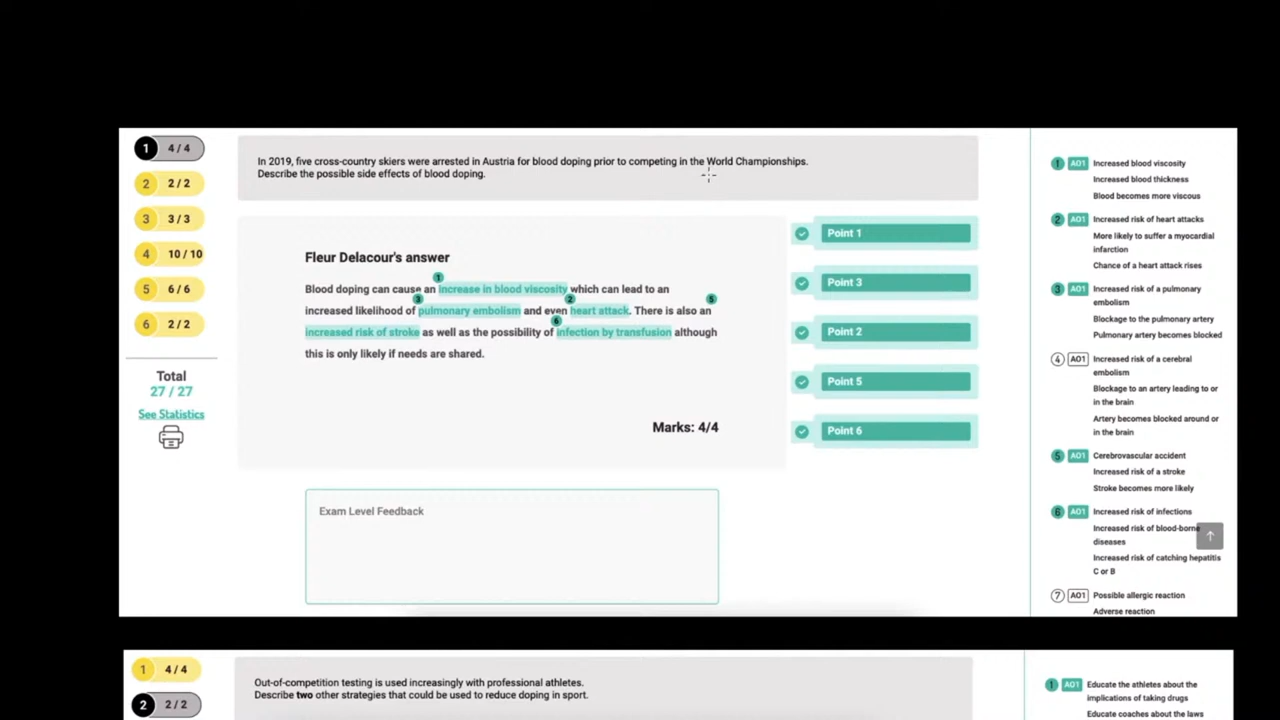 1 4 / 4
2 2 / 2
3 3 / 3
4 10 / 10
5 6 / 6
6 2 / 2
Total
27 / 27
See Statistics
In 2019, five cross-country skiers were arrested in Austria for blood doping prior to competing in the World Championships.
Describe the possible side effects of blood doping.
Fleur Delacour's answer
1
Blood doping can cause an increase in blood viscosity which can lead to an
3 2 5
increased likelihood of pulmonary embolism and even heart attack. There is also an
6
increased risk of stroke as well as the possibility of infection by transfusion although
this is only likely if needs are shared.
Marks: 4/4
Exam Level Feedback
Point 1
Point 3
Point 2
Point 5
Point 6
1 AO1 Increased blood viscosity
Increased blood thickness
Blood becomes more viscous
2 AO1 Increased risk of heart attacks
More likely to suffer a myocardial
infarction
Chance of a heart attack rises
3 AO1 Increased risk of a pulmonary
embolism
Blockage to the pulmonary artery
Pulmonary artery becomes blocked
4 AO1 Increased risk of a cerebral
embolism
Blockage to an artery leading to or
in the brain
Artery becomes blocked around or
in the brain
5 AO1 Cerebrovascular accident
Increased risk of a stroke
Stroke becomes more likely
6 AO1 Increased risk of infections
Increased risk of blood-borne
diseases
Increased risk of catching hepatitis
C or B
7 AO1 Possible allergic reaction
Adverse reaction
1 4 / 4
2 2 / 2
Out-of-competition testing is used increasingly with professional athletes.
Describe two other strategies that could be used to reduce doping in sport.
1 AO1 Educate the athletes about the
implications of taking drugs
Educate coaches about the laws